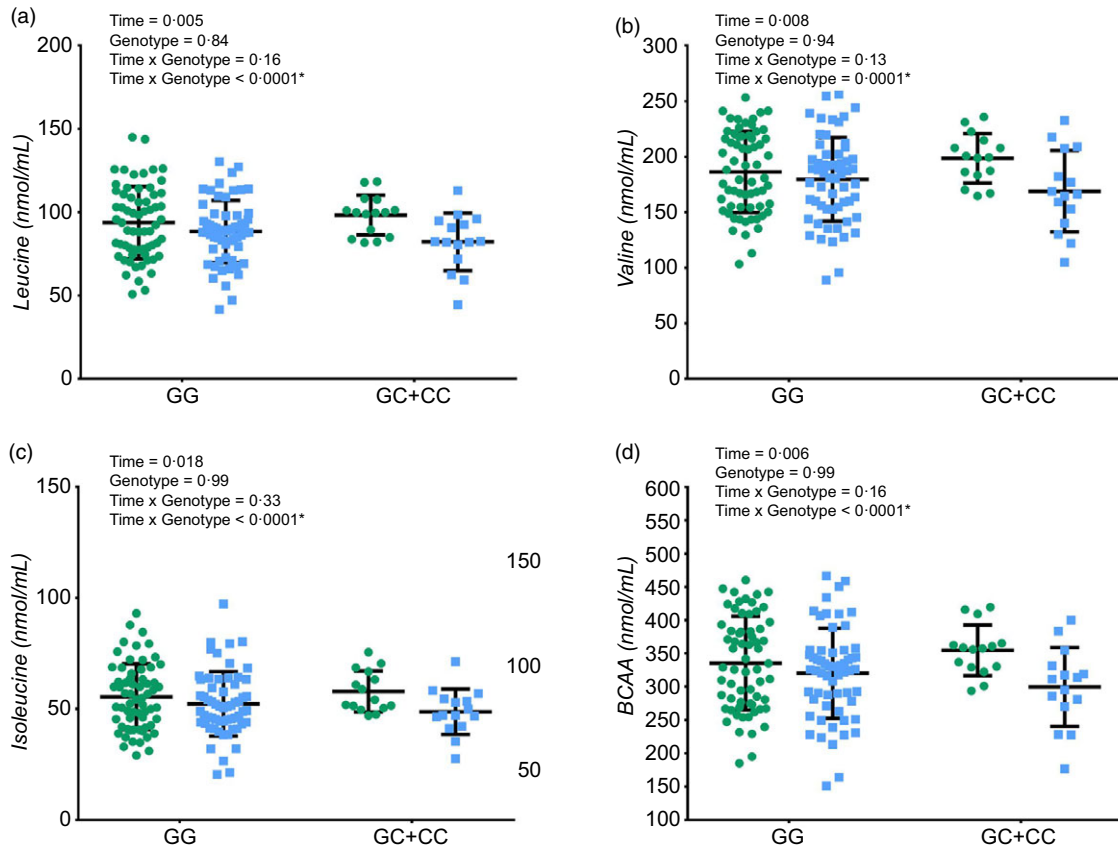 (a)
Time = 0·005
Genotype = 0·84
Time x Genotype = 0·16
Time x Genotype < 0·0001*
200
150
100
50
0
Leucine (nmol/mL)
GG
GC+CC
(b)
Time = 0·008
Genotype = 0·94
Time x Genotype = 0·13
Time x Genotype = 0·0001*
300
250
200
150
100
50
0
Valine (nmol/mL)
GG
GC+CC
(c)
Time = 0·018
Genotype = 0·99
Time x Genotype = 0·33
Time x Genotype < 0·0001*
150
100
50
0
Isoleucine (nmol/mL)
GG
GC+CC
150
100
50
(d)
Time = 0·006
Genotype = 0·99
Time x Genotype = 0·16
Time x Genotype < 0·0001*
600
550
500
450
400
350
300
250
200
150
100
BCAA (nmol/mL)
GG
GC+CC